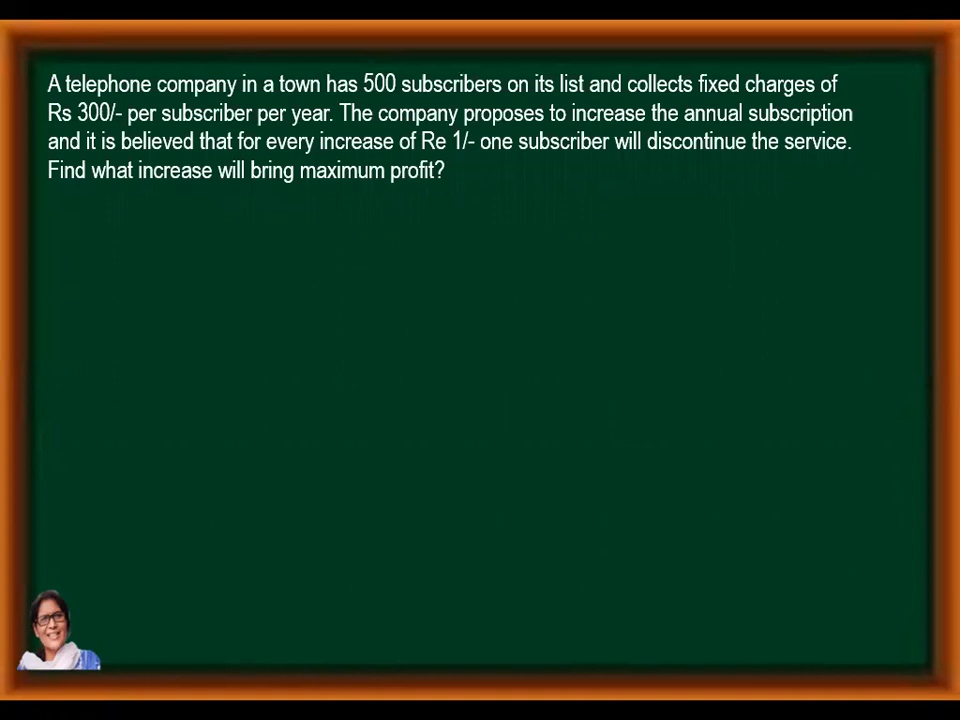 A telephone company in a town has 500 subscribers on its list and collects fixed charges of
Rs 300/- per subscriber per year. The company proposes to increase the annual subscription
and it is believed that for every increase of Re 1/- one subscriber will discontinue the service.
Find what increase will bring maximum profit?